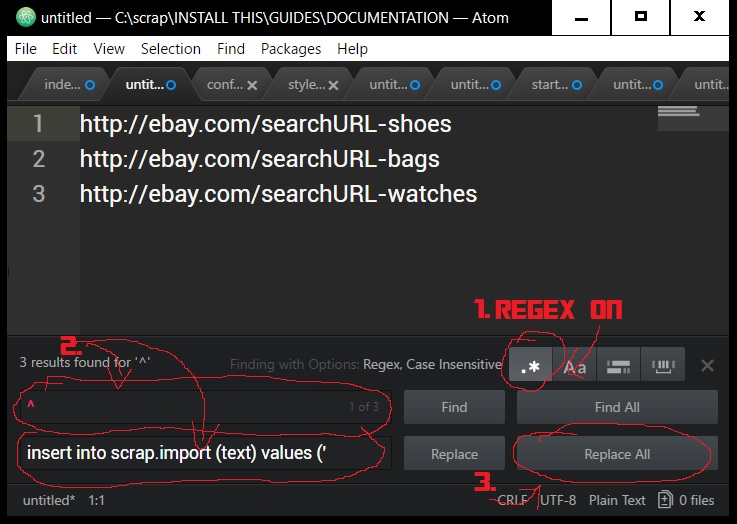 untitled — C:\scrap\INSTALL THIS\GUIDES\DOCUMENTATION — Atom
File Edit View Selection Find Packages Help
inde... untit... conf... style... untit... untit... start... untit... untit...
1 http://ebay.com/searchURL-shoes
2 http://ebay.com/searchURL-bags
3 http://ebay.com/searchURL-watches
1. REGEX ON
2.
3 results found for '^' Finding with Options: Regex, Case Insensitive .* Aa
^ 1 of 3 Find Find All
insert into scrap.import (text) values (' Replace Replace All
3.
untitled* 1:1 CRLF UTF-8 Plain Text 0 files